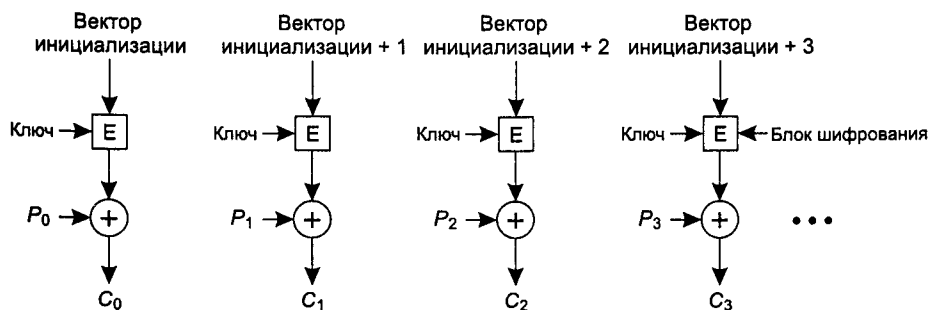 Вектор инициализации
Вектор инициализации + 1
Вектор инициализации + 2
Вектор инициализации + 3
Ключ E
Ключ E
Ключ E
Ключ E Блок шифрования
P0 +
P1 +
P2 +
P3 + •••
C0
C1
C2
C3